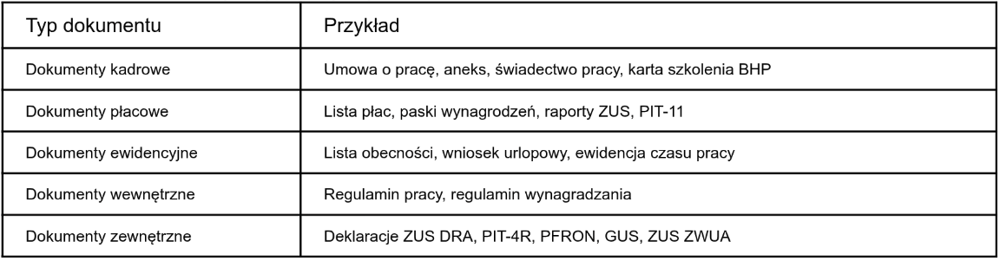 Typ dokumentu Przykład
Dokumenty kadrowe Umowa o pracę, aneks, świadectwo pracy, karta szkolenia BHP
Dokumenty płacowe Lista płac, paski wynagrodzeń, raporty ZUS, PIT-11
Dokumenty ewidencyjne Lista obecności, wniosek urlopowy, ewidencja czasu pracy
Dokumenty wewnętrzne Regulamin pracy, regulamin wynagradzania
Dokumenty zewnętrzne Deklaracje ZUS DRA, PIT-4R, PFRON, GUS, ZUS ZWUA